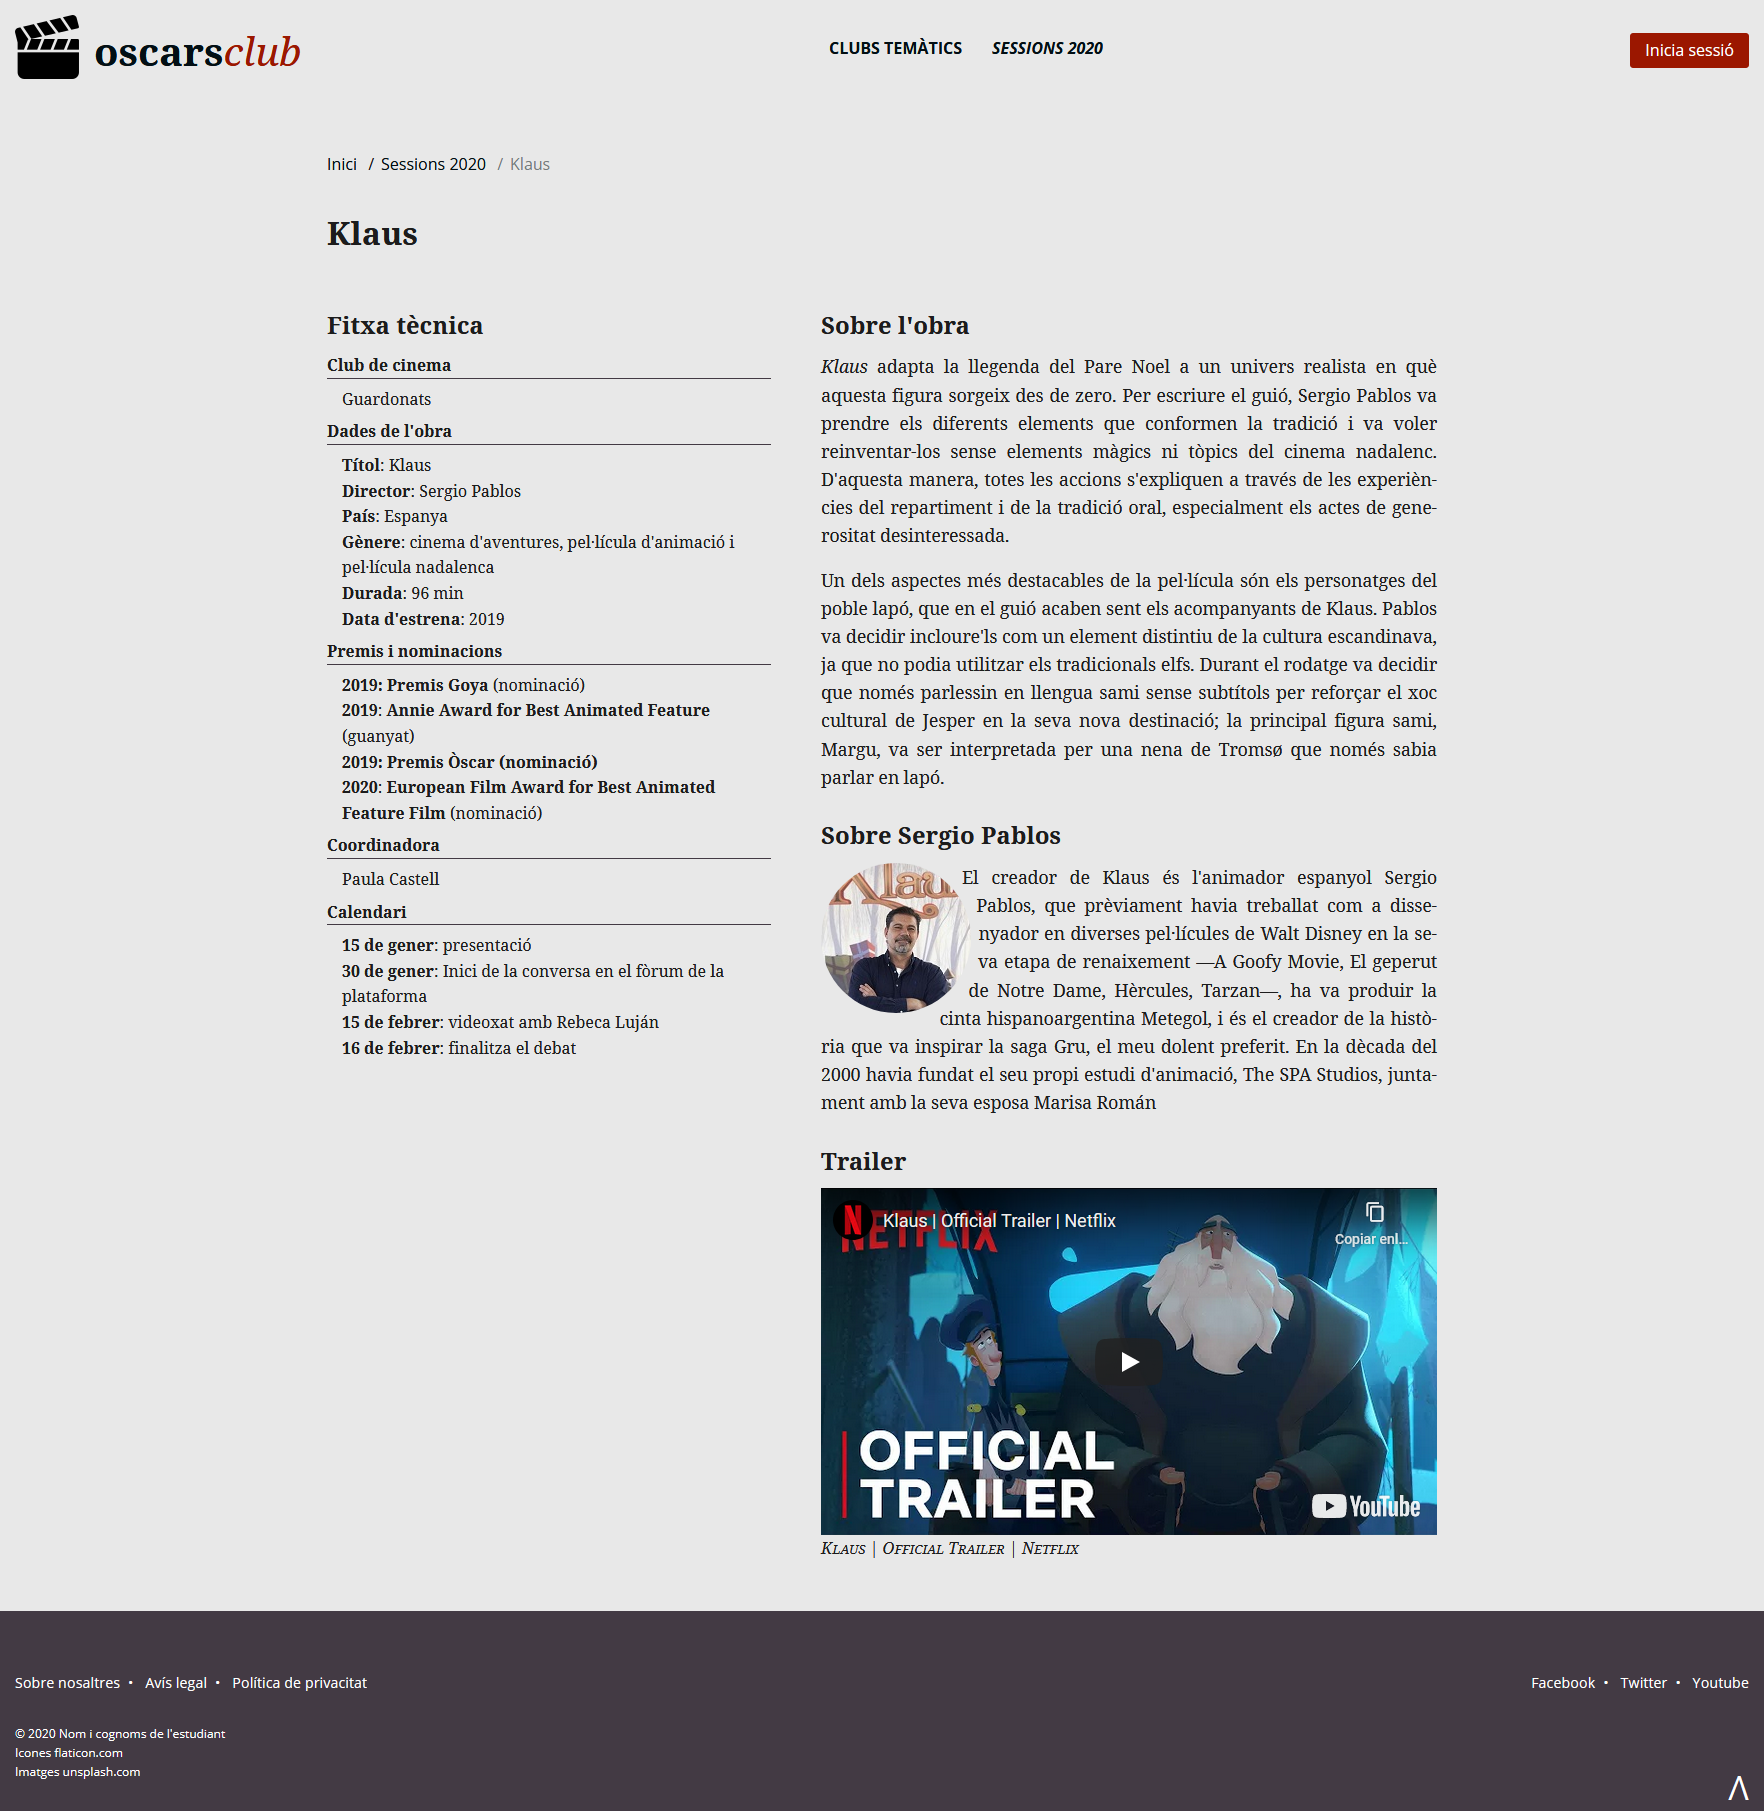 oscarsclub
CLUBS TEMÀTICS SESSIONS 2020
Inicia sessió
Inici / Sessions 2020 / Klaus
Klaus
Fitxa tècnica
Club de cinema
Guardonats
Dades de l'obra
Títol: Klaus
Director: Sergio Pablos
País: Espanya
Gènere: cinema d'aventures, pel·lícula d'animació i
pel·lícula nadalenca
Durada: 96 min
Data d'estrena: 2019
Premis i nominacions
2019: Premis Goya (nominació)
2019: Annie Award for Best Animated Feature
(guanyat)
2019: Premis Òscar (nominació)
2020: European Film Award for Best Animated
Feature Film (nominació)
Coordinadora
Paula Castell
Calendari
15 de gener: presentació
30 de gener: Inici de la conversa en el fòrum de la
plataforma
15 de febrer: videoxat amb Rebeca Luján
16 de febrer: finalitza el debat
Sobre l'obra
Klaus adapta la llegenda del Pare Noel a un univers realista en què
aquesta figura sorgeix des de zero. Per escriure el guió, Sergio Pablos va
prendre els diferents elements que conformen la tradició i va voler
reinventar-los sense elements màgics ni tòpics del cinema nadalenc.
D'aquesta manera, totes les accions s'expliquen a través de les experièn-
cies del repartiment i de la tradició oral, especialment els actes de gene-
rositat desinteressada.
Un dels aspectes més destacables de la pel·lícula són els personatges del
poble lapó, que en el guió acaben sent els acompanyants de Klaus. Pablos
va decidir incloure'ls com un element distintiu de la cultura escandinava,
ja que no podia utilitzar els tradicionals elfs. Durant el rodatge va decidir
que només parlessin en llengua sami sense subtítols per reforçar el xoc
cultural de Jesper en la seva nova destinació; la principal figura sami,
Margu, va ser interpretada per una nena de Tromsø que només sabia
parlar en lapó.
Sobre Sergio Pablos
Klau
El creador de Klaus és l'animador espanyol Sergio
Pablos, que prèviament havia treballat com a disse-
nyador en diverses pel·lícules de Walt Disney en la se-
va etapa de renaixement —A Goofy Movie, El geperut
de Notre Dame, Hèrcules, Tarzan—, ha va produir la
cinta hispanoargentina Metegol, i és el creador de la histò-
ria que va inspirar la saga Gru, el meu dolent preferit. En la dècada del
2000 havia fundat el seu propi estudi d'animació, The SPA Studios, junta-
ment amb la seva esposa Marisa Román
Trailer
N
NETFLIX
Klaus | Official Trailer | Netflix
Copiar enl...
OFFICIAL
TRAILER
YouTube
Klaus | Official Trailer | Netflix
Sobre nosaltres • Avís legal • Política de privacitat
Facebook • Twitter • Youtube
© 2020 Nom i cognoms de l'estudiant
Icones flaticon.com
Imatges unsplash.com